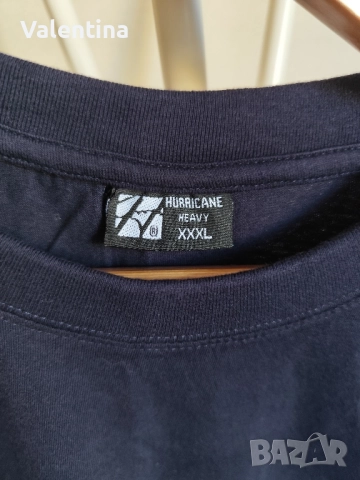 Valentina
HURRICANE
HEAVY
XXXL
®
BAZAR